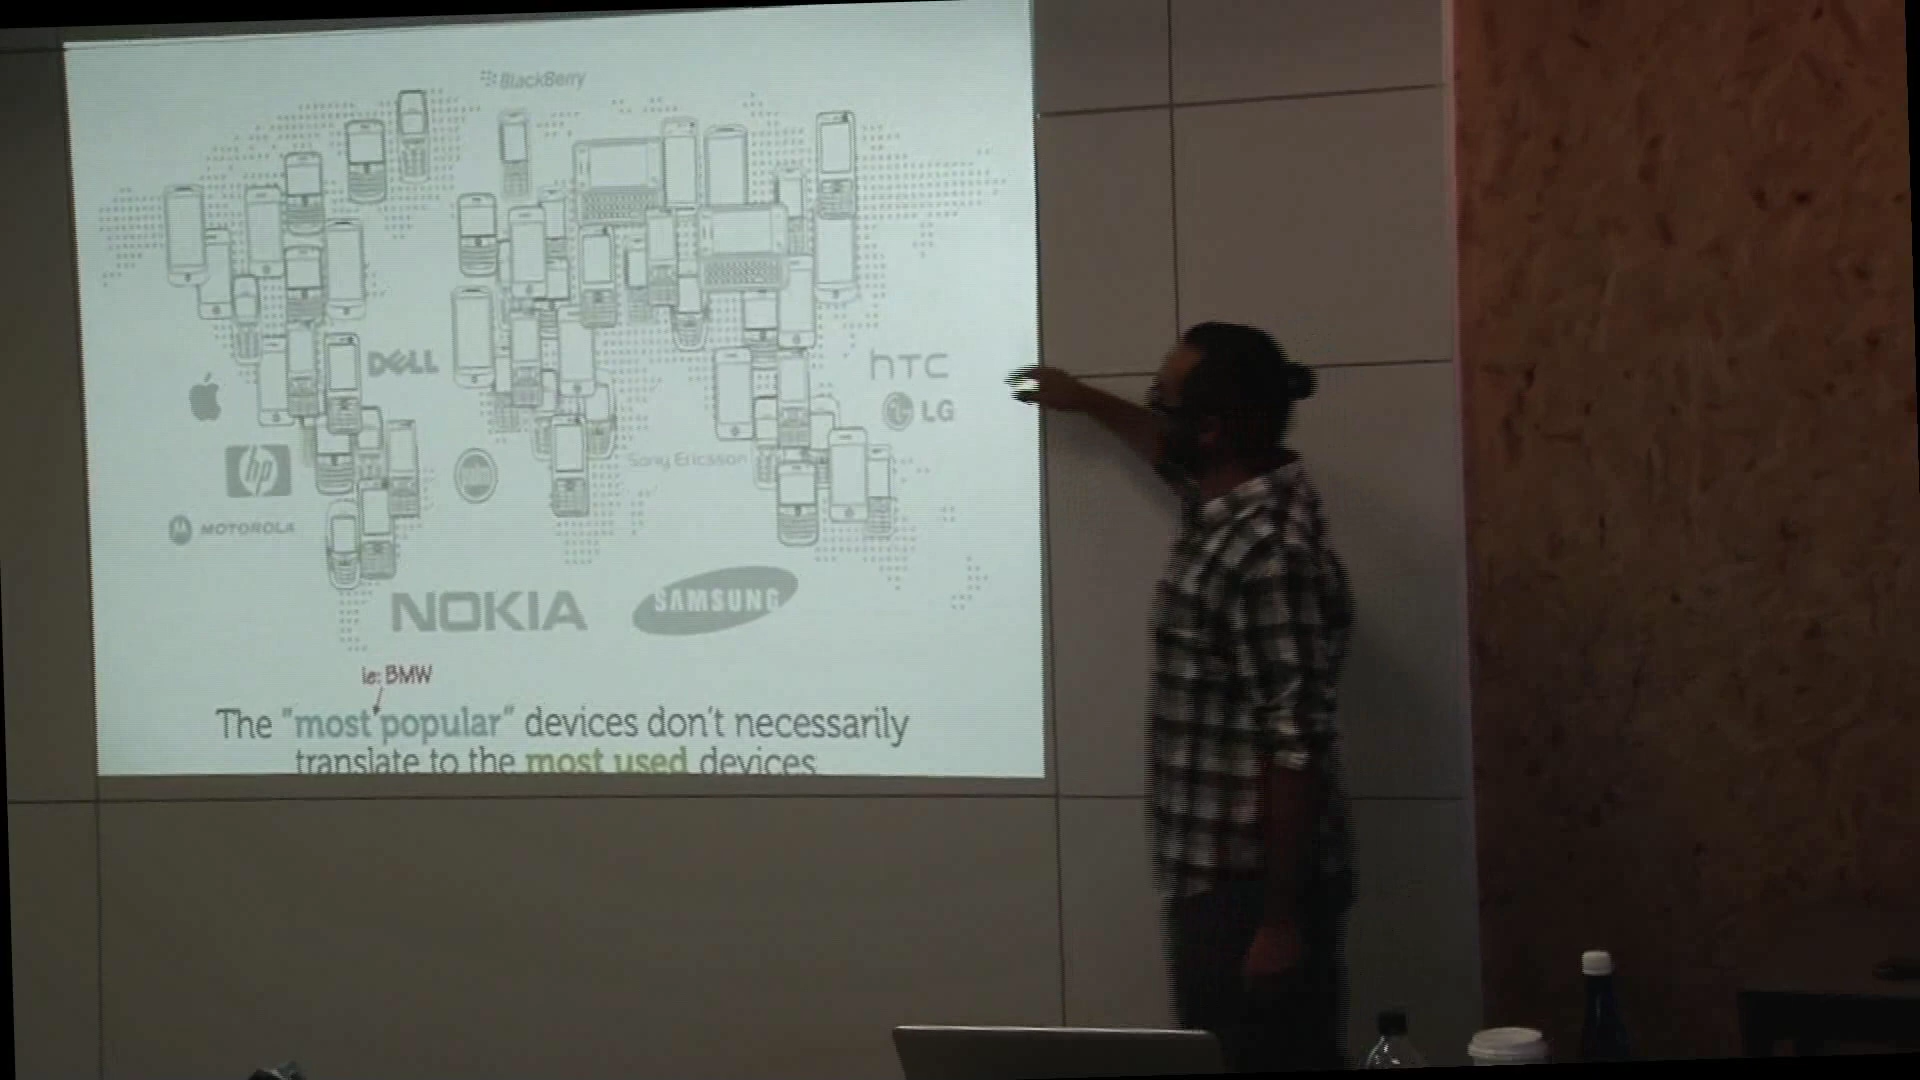 BlackBerry
DELL
hTC
LG
hp
Sony Ericsson
MOTOROLA
NOKIA
SAMSUNG
ie: BMW
The "most popular" devices don't necessarily
translate to the most used devices